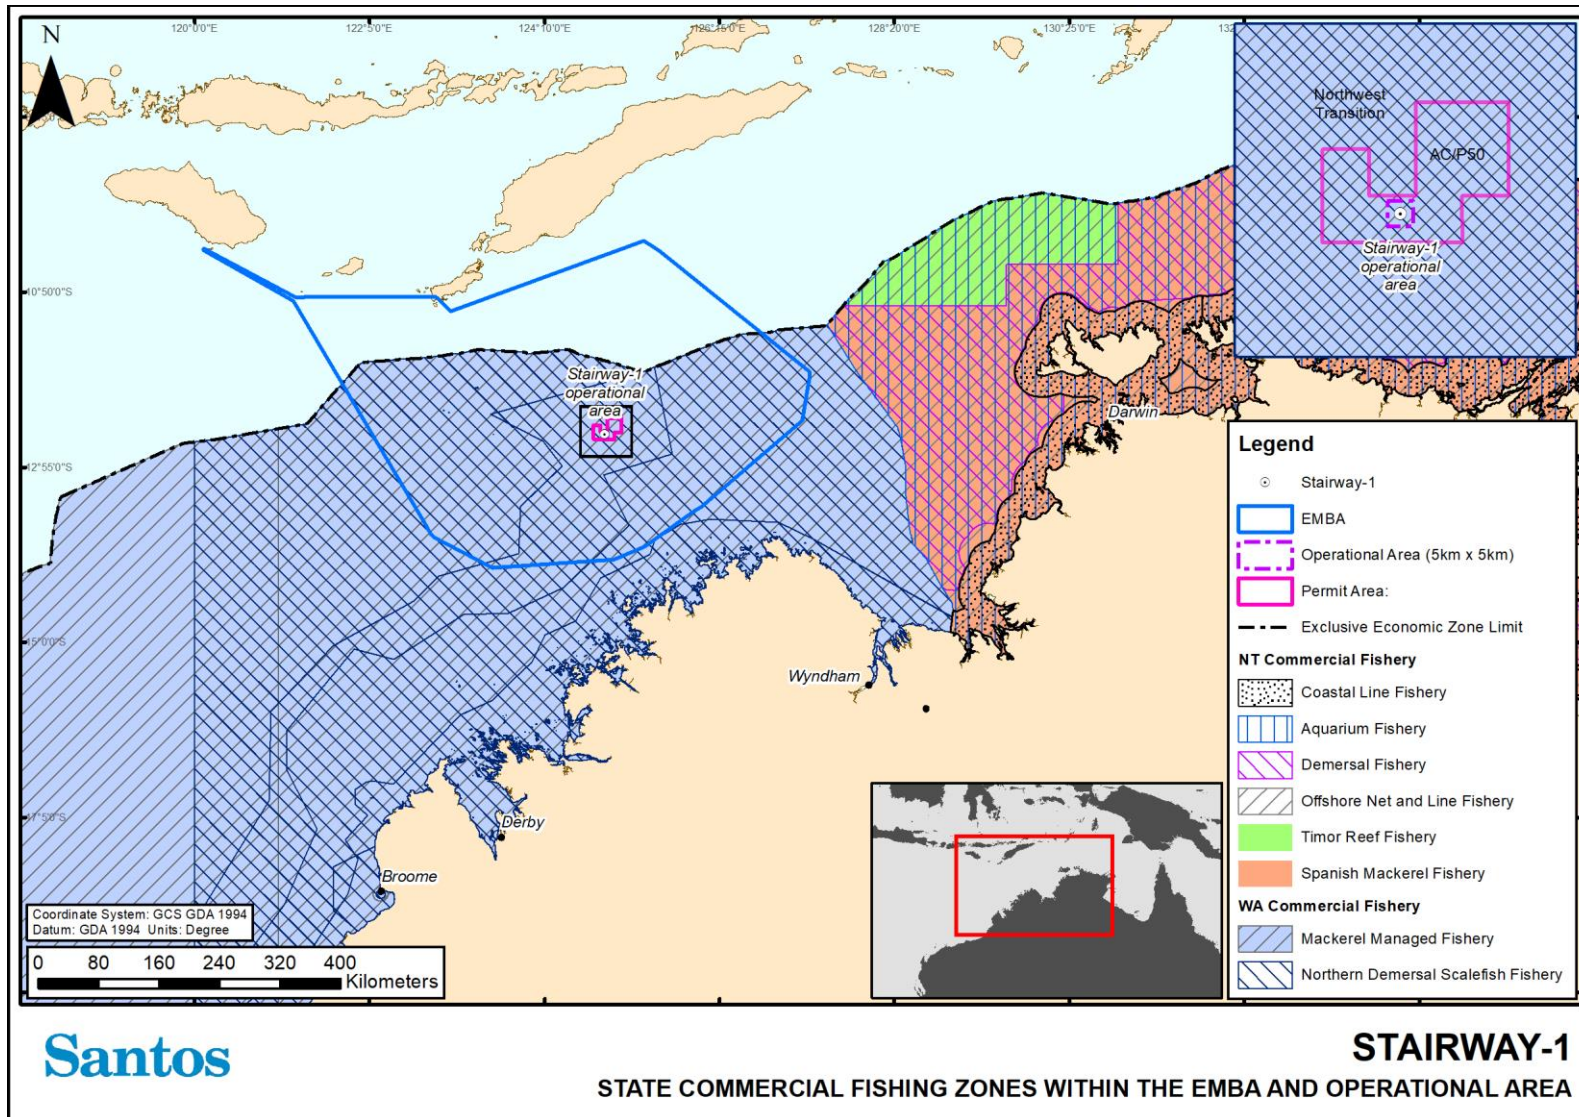 120°0'0"E
122°5'0"E
124°10'0"E
126°15'0"E
128°20'0"E
130°25'0"E
N
Northwest
Transition
AC/P50
Stairway-1
operational
area
10°50'0"S
Stairway-1
operational
area
Darwin
12°55'0"S
15°0'0"S
Wyndham
17°5'0"S
Derby
Broome
Legend
Stairway-1
EMBA
Operational Area (5km x 5km)
Permit Area:
Exclusive Economic Zone Limit
NT Commercial Fishery
Coastal Line Fishery
Aquarium Fishery
Demersal Fishery
Offshore Net and Line Fishery
Timor Reef Fishery
Spanish Mackerel Fishery
WA Commercial Fishery
Mackerel Managed Fishery
Northern Demersal Scalefish Fishery
Coordinate System: GCS GDA 1994
Datum: GDA 1994 Units: Degree
0 80 160 240 320 400
Kilometers
Santos
STAIRWAY-1
STATE COMMERCIAL FISHING ZONES WITHIN THE EMBA AND OPERATIONAL AREA